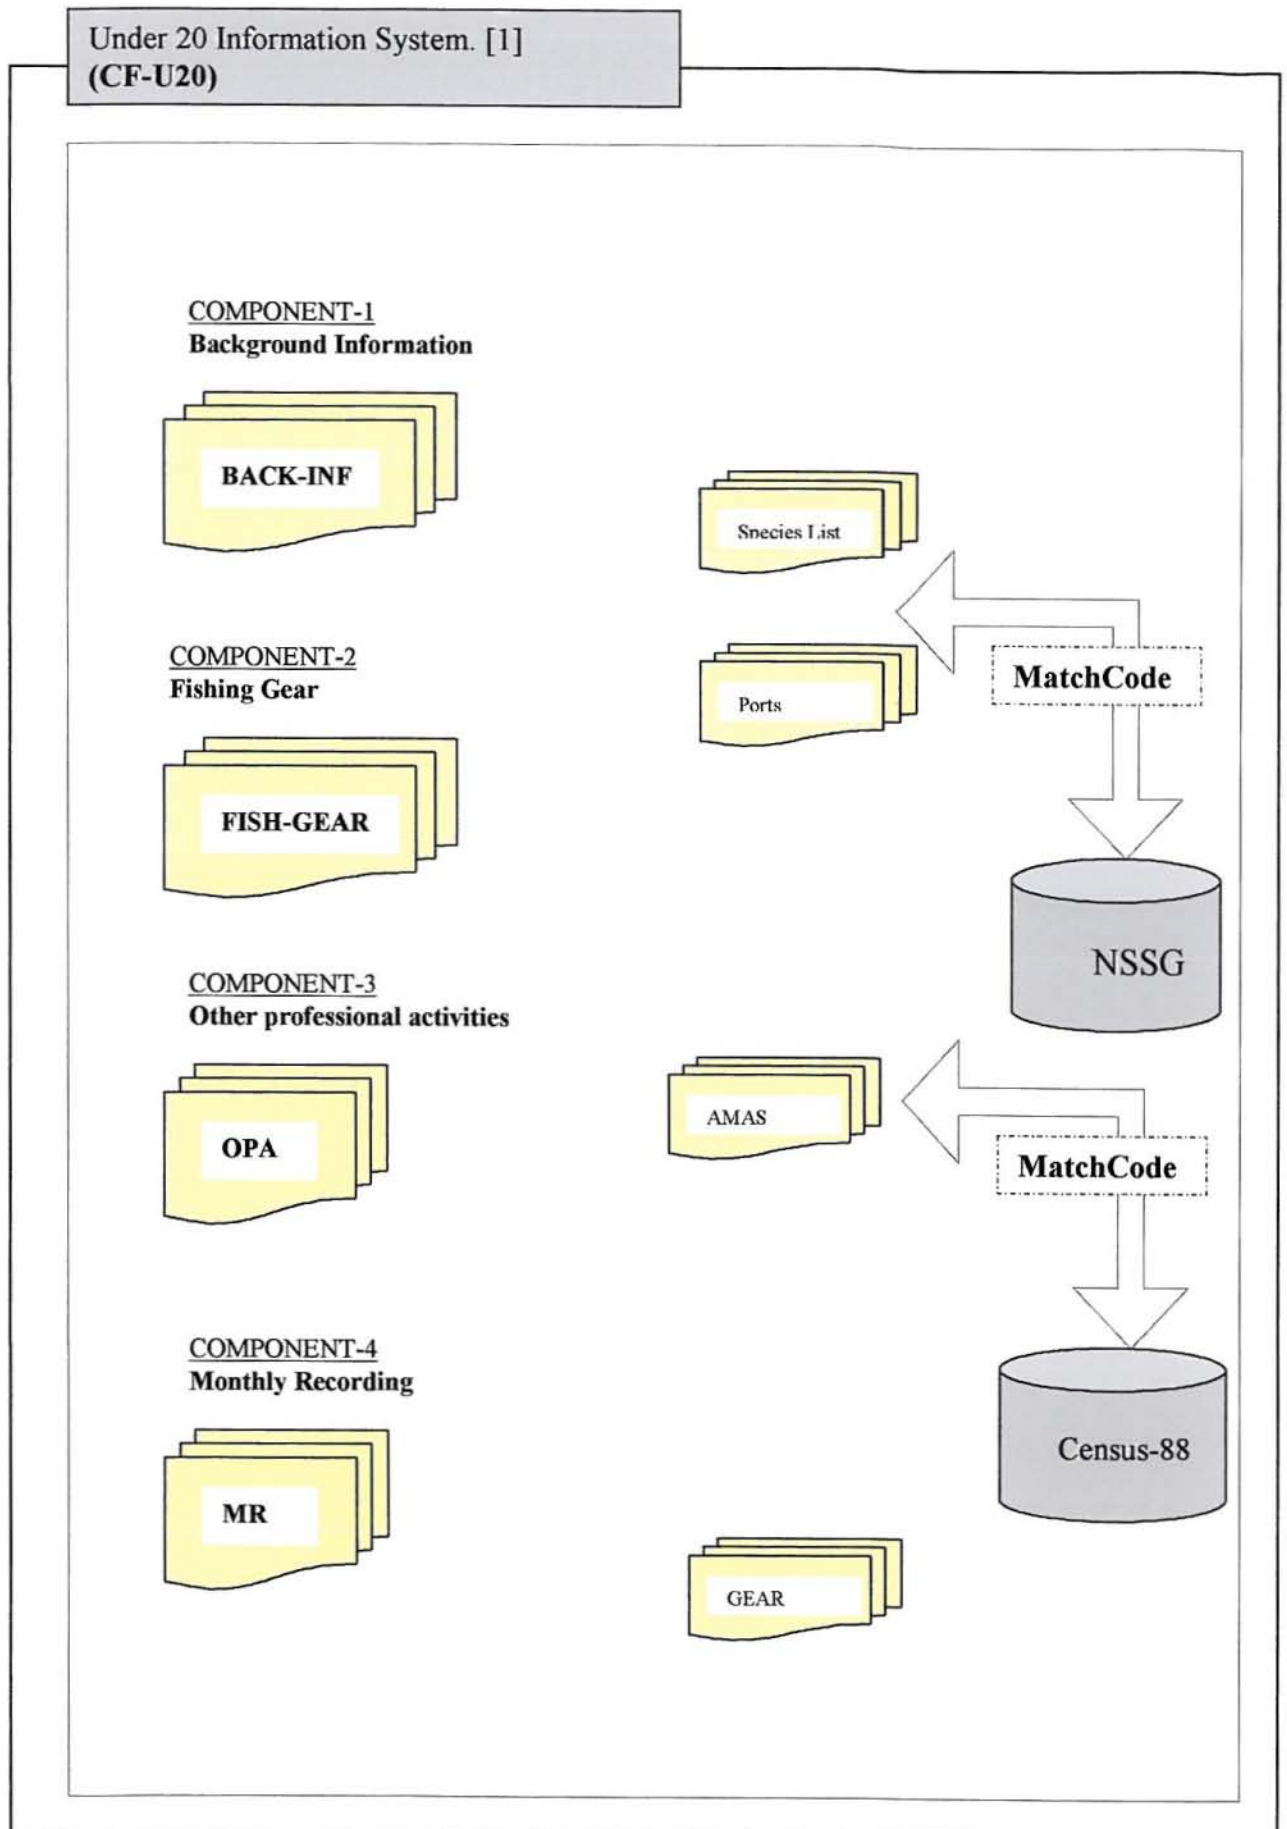 Under 20 Information System. [1]
(CF-U20)
COMPONENT-1
Background Information
BACK-INF
Species List
COMPONENT-2
Fishing Gear
Ports
MatchCode
FISH-GEAR
NSSG
COMPONENT-3
Other professional activities
OPA
AMAS
MatchCode
COMPONENT-4
Monthly Recording
Census-88
MR
GEAR